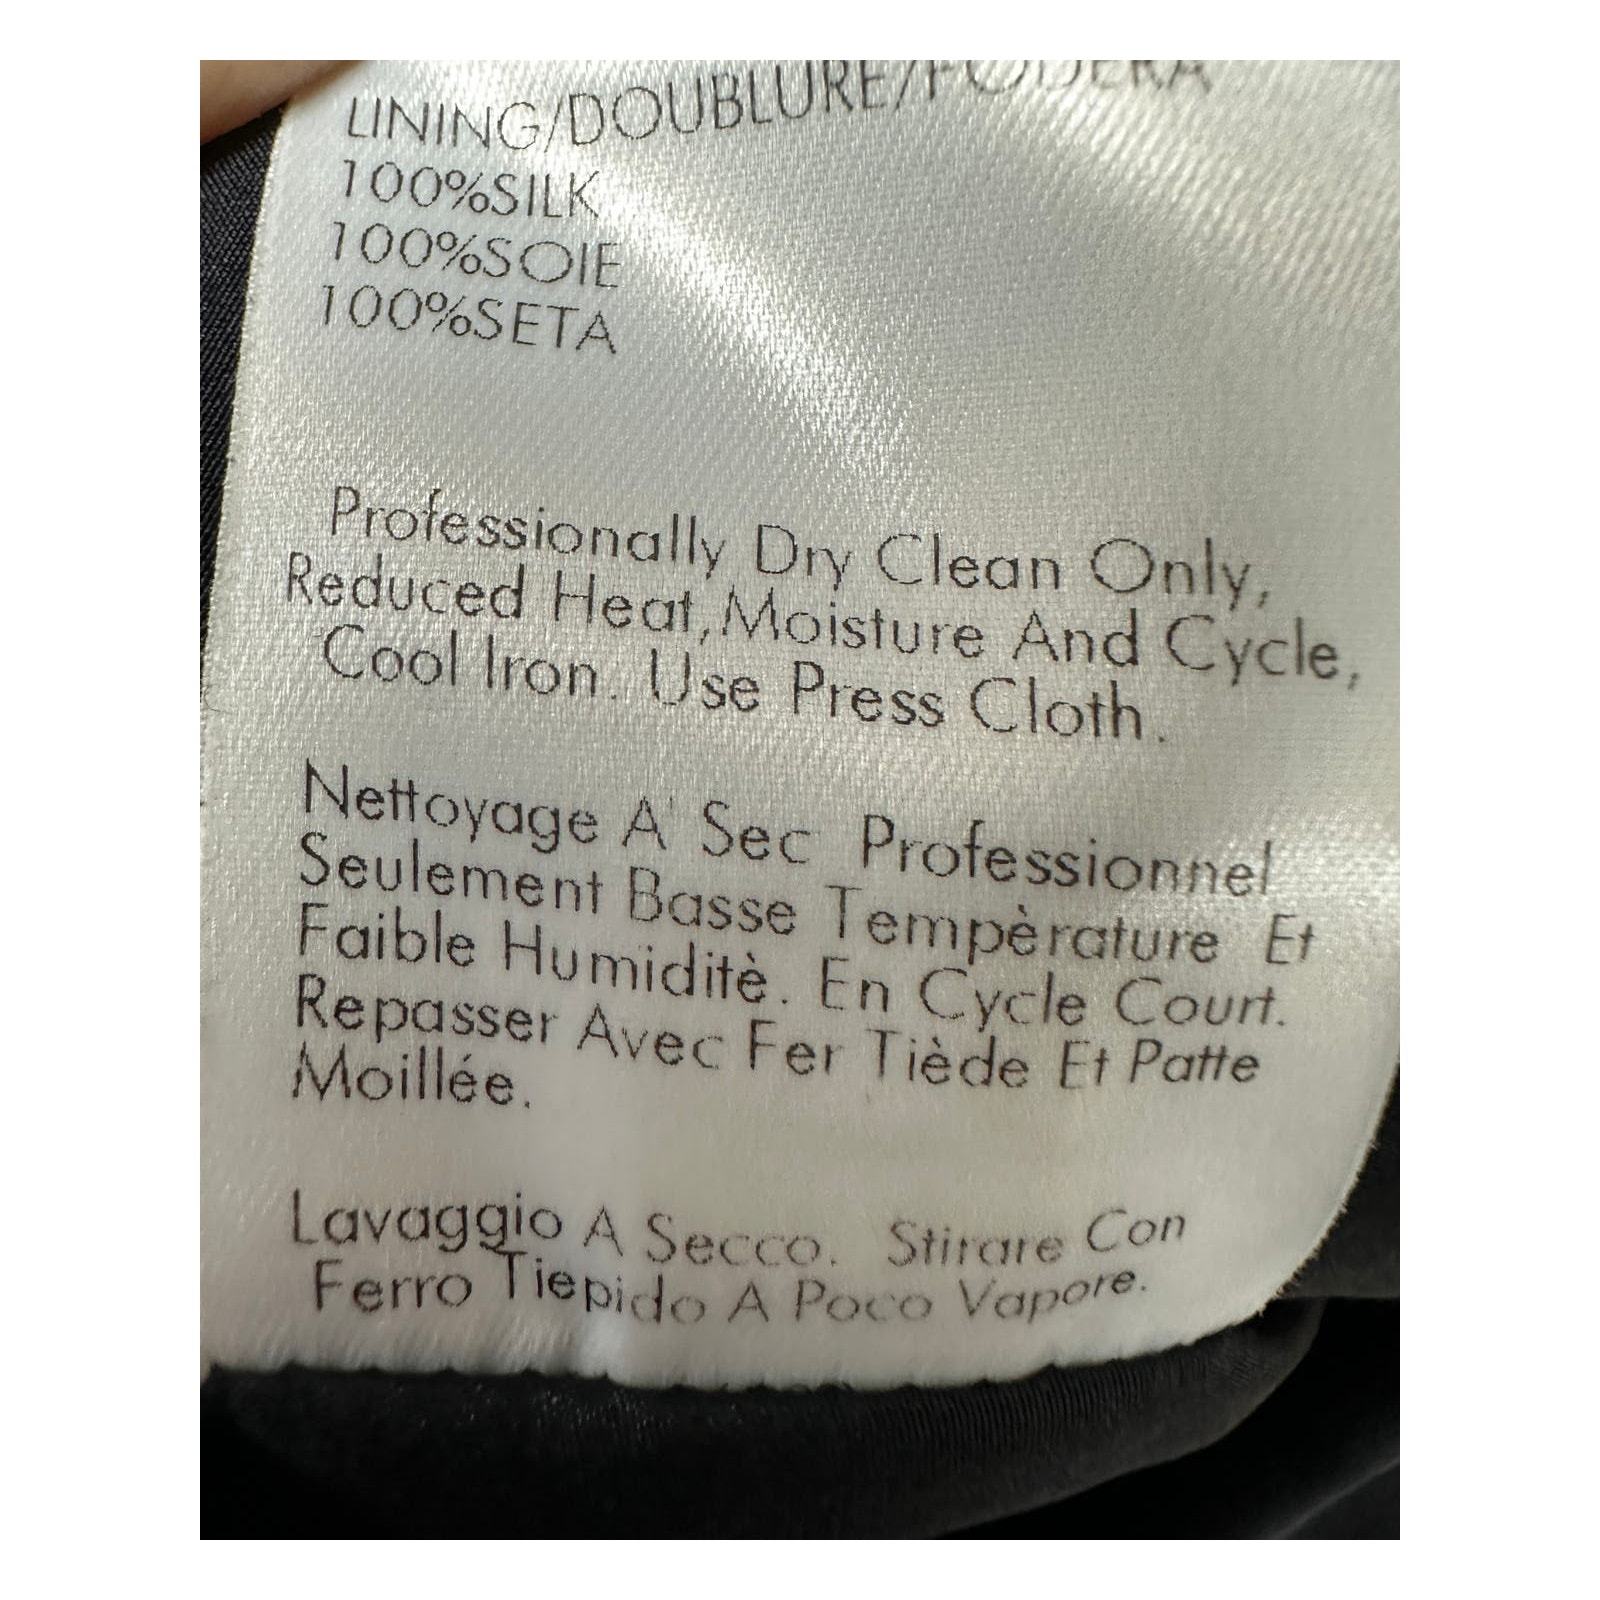 LINING/DOUBLURE/FODERA
100%SILK
100%SOIE
100%SETA
Professionally Dry Clean Only,
Reduced Heat,Moisture And Cycle,
Cool Iron. Use Press Cloth.
Nettoyage A' Sec Professionnel
Seulement Basse Tempèrature Et
Faible Humiditè. En Cycle Court.
Repasser Avec Fer Tiède Et Patte
Moillée.
Lavaggio A Secco. Stirare Con
Ferro Tiepido A Poco Vapore.